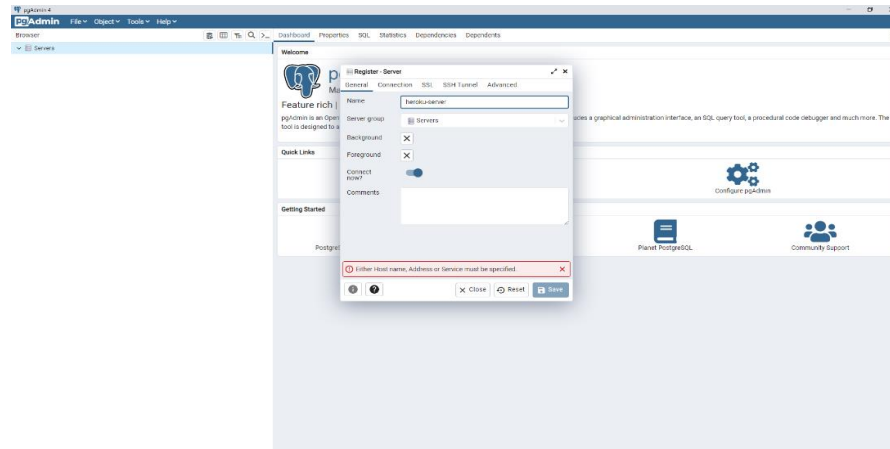 pgAdmin 4
PgAdmin File Object Tools Help
Browser
Dashboard Properties SQL Statistics Dependencies Dependents
Servers
Welcome
Register - Server
General Connection SSL SSH Tunnel Advanced
Feature rich |
Name heroku-server
pgAdmin is an Open
Server group Servers
udes a graphical administration interface, an SQL query tool, a procedural code debugger and much more. The
tool is designed to a
Background
Quick Links
Foreground
Connect now?
Configure pgAdmin
Comments
Getting Started
Postgre
Planet PostgreSQL
Community Support
Either Host name, Address or Service must be specified.
Close Reset Save